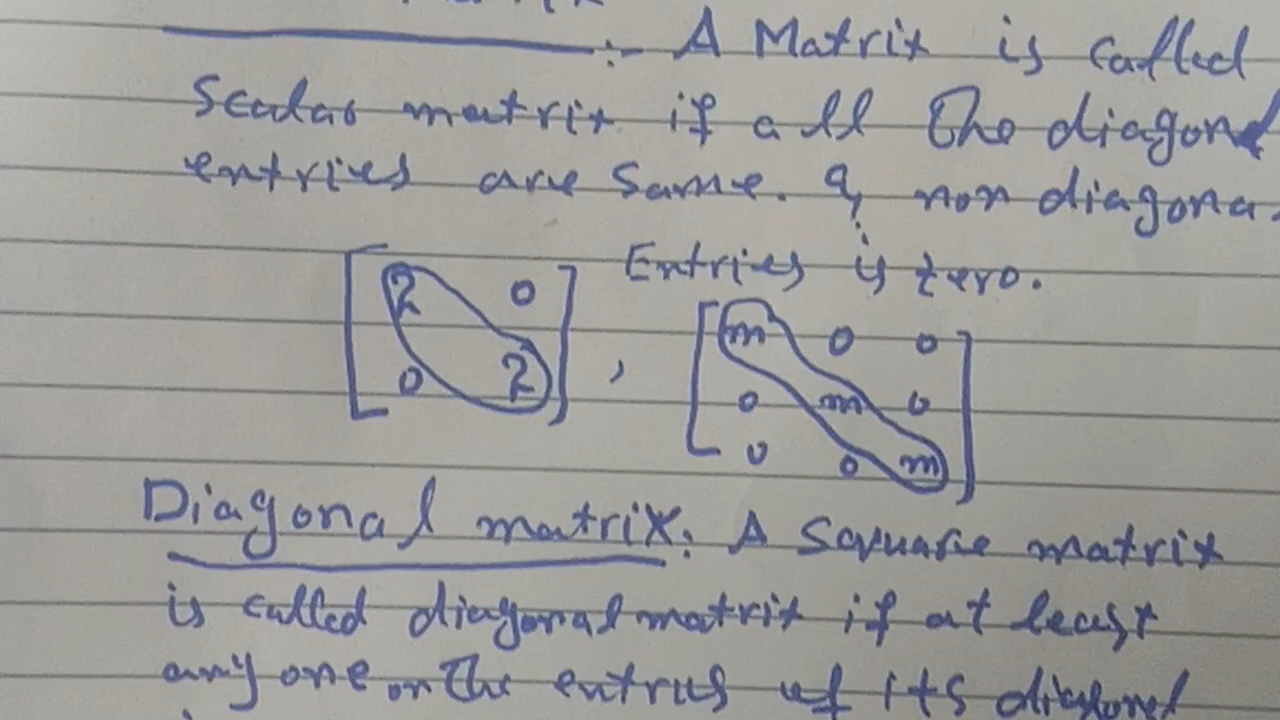 :- A Matrix is called
Scalar matrix if all the diagonal
entries are same. & non diagona
Entries is zero.
[2 0
0 2] , [m 0 0
0 m 0
0 0 m]
Diagonal matrix: A Square matrix
is called diagonal matrix if at least
any one on the entries of its diagonal